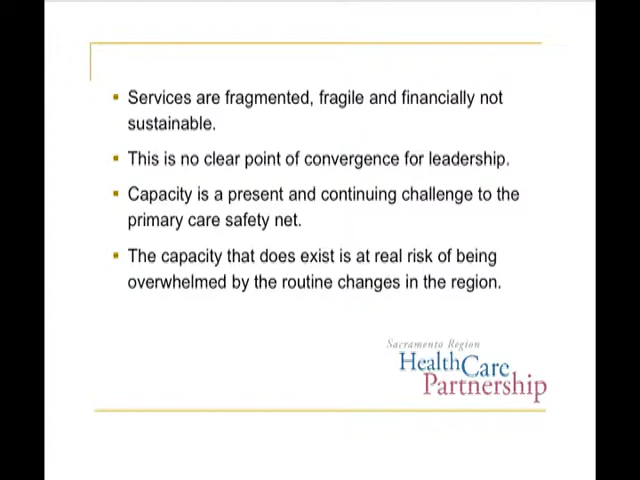 Services are fragmented, fragile and financially not
sustainable.
This is no clear point of convergence for leadership.
Capacity is a present and continuing challenge to the
primary care safety net.
The capacity that does exist is at real risk of being
overwhelmed by the routine changes in the region.
Sacramento Region
HealthCare
Partnership